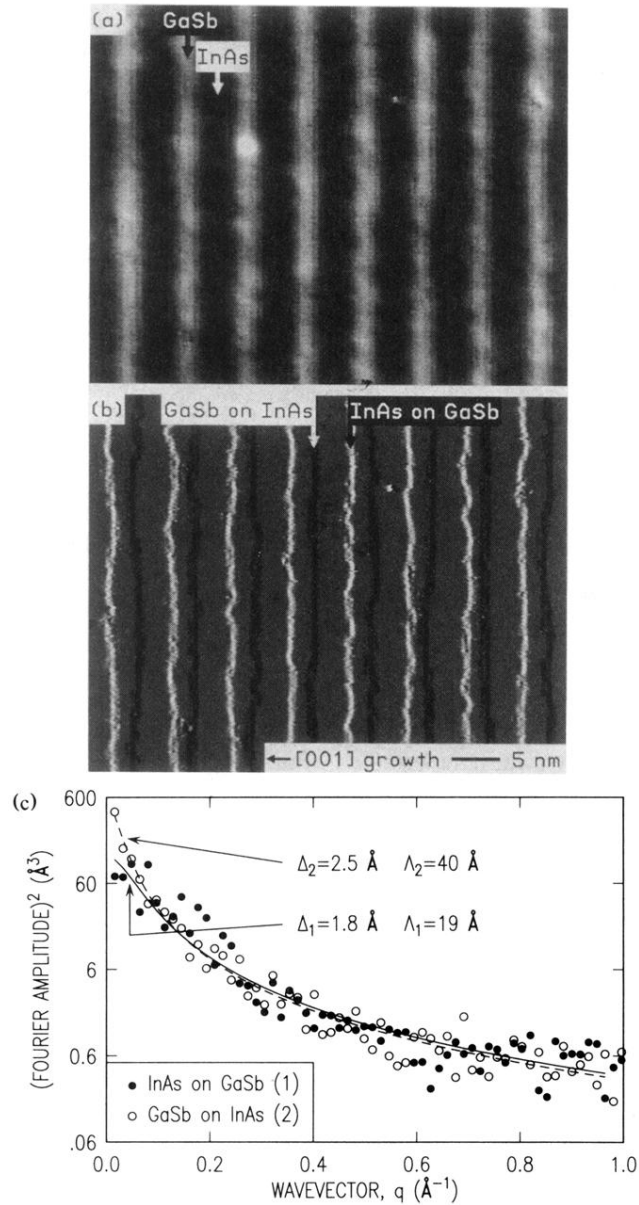 (a)
GaSb
InAs
(b)
GaSb on InAs
InAs on GaSb
←[001] growth
5 nm
(c)
600
60
6
0.6
.06
(FOURIER AMPLITUDE)² (Å³)
Δ₂=2.5 Å Λ₂=40 Å
Δ₁=1.8 Å Λ₁=19 Å
● InAs on GaSb (1)
○ GaSb on InAs (2)
0.0 0.2 0.4 0.6 0.8 1.0
WAVEVECTOR, q (Å⁻¹)